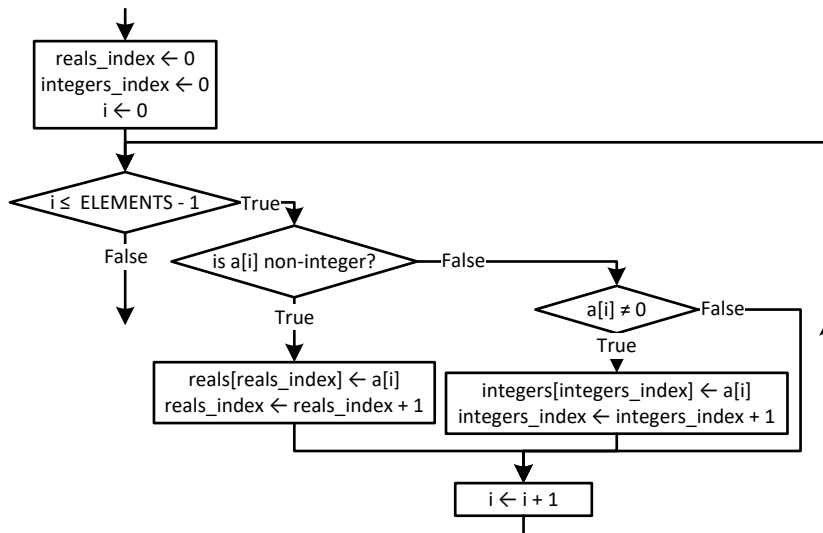 reals_index ← 0
integers_index ← 0
i ← 0
i ≤ ELEMENTS - 1
True
False
is a[i] non-integer?
False
True
a[i] ≠ 0
False
True
reals[reals_index] ← a[i]
reals_index ← reals_index + 1
integers[integers_index] ← a[i]
integers_index ← integers_index + 1
i ← i + 1